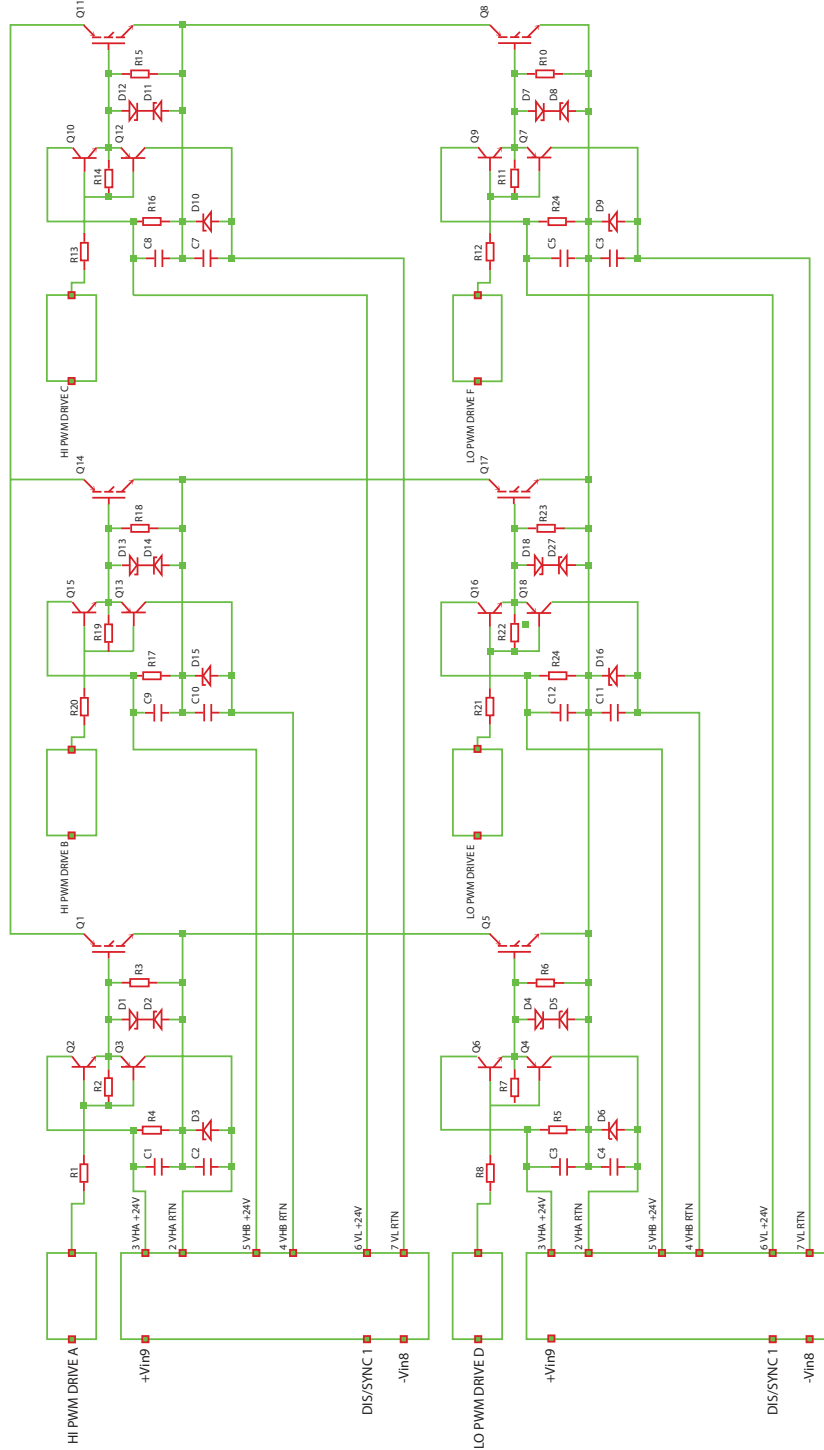 Q11
R15
D12
D11
Q10
Q12
R14
R16
D10
C8
C7
R13
HI PWM DRIVE C
Q8
R10
D7
D8
Q9
Q7
R11
R24
D9
C5
C3
R12
LO PWM DRIVE F
Q14
R18
D13
D14
Q15
Q13
R19
R17
D15
C9
C10
R20
HI PWM DRIVE B
Q17
R23
D18
D27
Q16
Q18
R22
R24
D16
C12
C11
R21
LO PWM DRIVE E
Q1
R3
D1
D2
Q2
Q3
R2
R4
D3
C1
C2
R1
3 VHA +24V
2 VHA RTN
5 VHB +24V
4 VHB RTN
6 VL +24V
7 VL RTN
HI PWM DRIVE A
+Vin9
DIS/SYNC 1
-Vin8
Q5
R6
D4
D5
Q6
Q4
R7
R5
D6
C3
C4
R8
3 VHA +24V
2 VHA RTN
5 VHB +24V
4 VHB RTN
6 VL +24V
7 VL RTN
LO PWM DRIVE D
+Vin9
DIS/SYNC 1
-Vin8